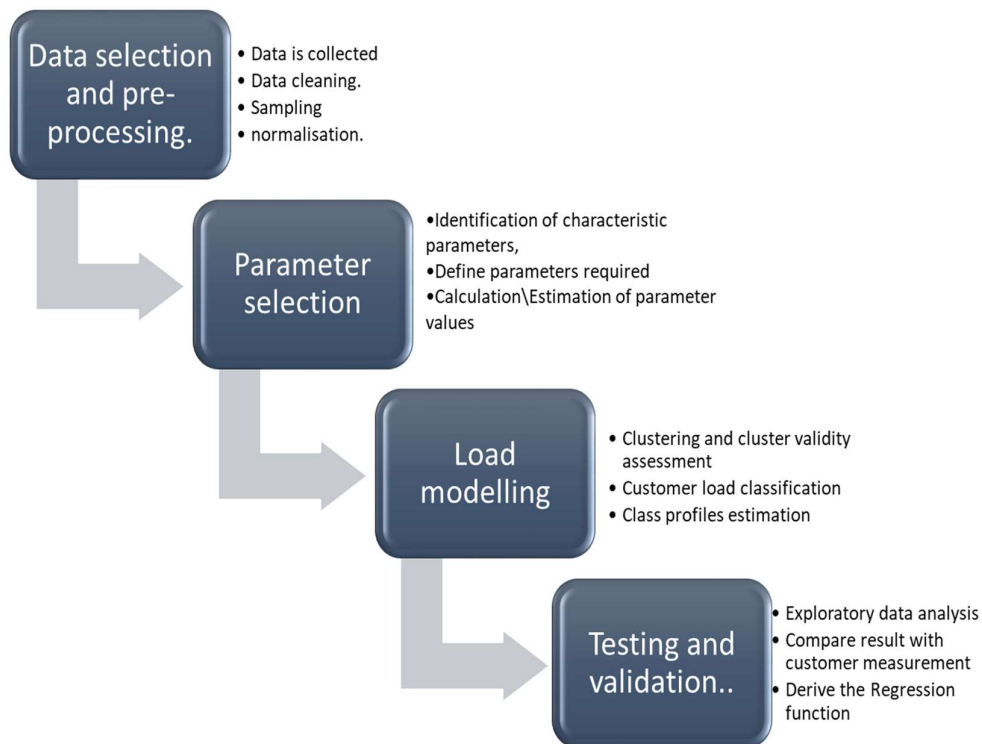 Data selection
and pre-
processing.
• Data is collected
• Data cleaning.
• Sampling
• normalisation.
Parameter
selection
•Identification of characteristic
parameters,
•Define parameters required
•Calculation\Estimation of parameter
values
Load
modelling
• Clustering and cluster validity
assessment
• Customer load classification
• Class profiles estimation
Testing and
validation..
• Exploratory data analysis
• Compare result with
customer measurement
• Derive the Regression
function